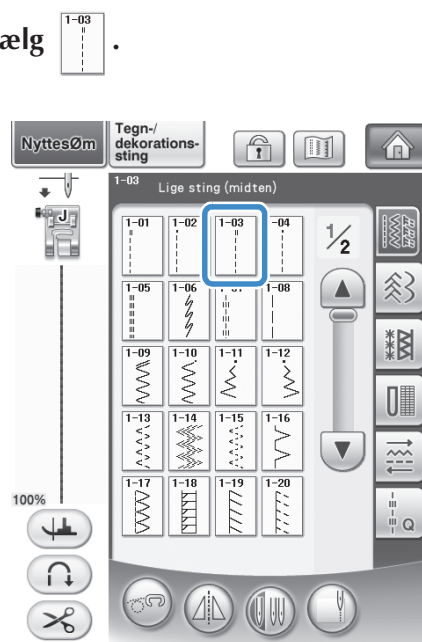 ælg 1-03 .
NyttesØm
Tegn-/
dekorations-
sting
1-03
Lige sting (midten)
J
1-01 1-02 1-03 -04
1/2
1-05 1-06 1-08
1-09 1-10 1-11 1-12
1-13 1-14 1-15 1-16
1-17 1-18 1-19 1-20
100%
Q